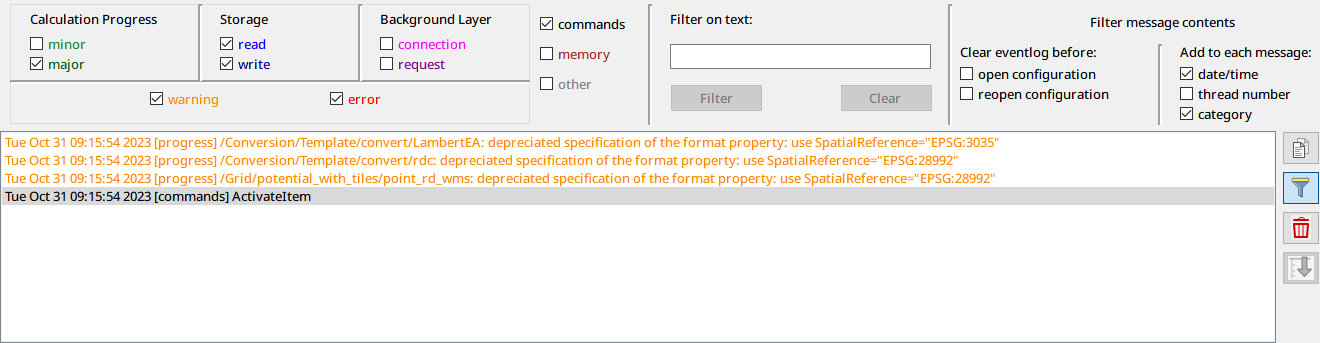 Calculation Progress
minor
major
Storage
read
write
Background Layer
connection
request
warning
error
commands
memory
other
Filter on text:
Filter
Clear
Filter message contents
Clear eventlog before:
open configuration
reopen configuration
Add to each message:
date/time
thread number
category
Tue Oct 31 09:15:54 2023 [progress] /Conversion/Template/convert/LambertEA: depreciated specification of the format property: use SpatialReference="EPSG:3035"
Tue Oct 31 09:15:54 2023 [progress] /Conversion/Template/convert/rdc: depreciated specification of the format property: use SpatialReference="EPSG:28992"
Tue Oct 31 09:15:54 2023 [progress] /Grid/potential_with_tiles/point_rd_wms: depreciated specification of the format property: use SpatialReference="EPSG:28992"
Tue Oct 31 09:15:54 2023 [commands] ActivateItem